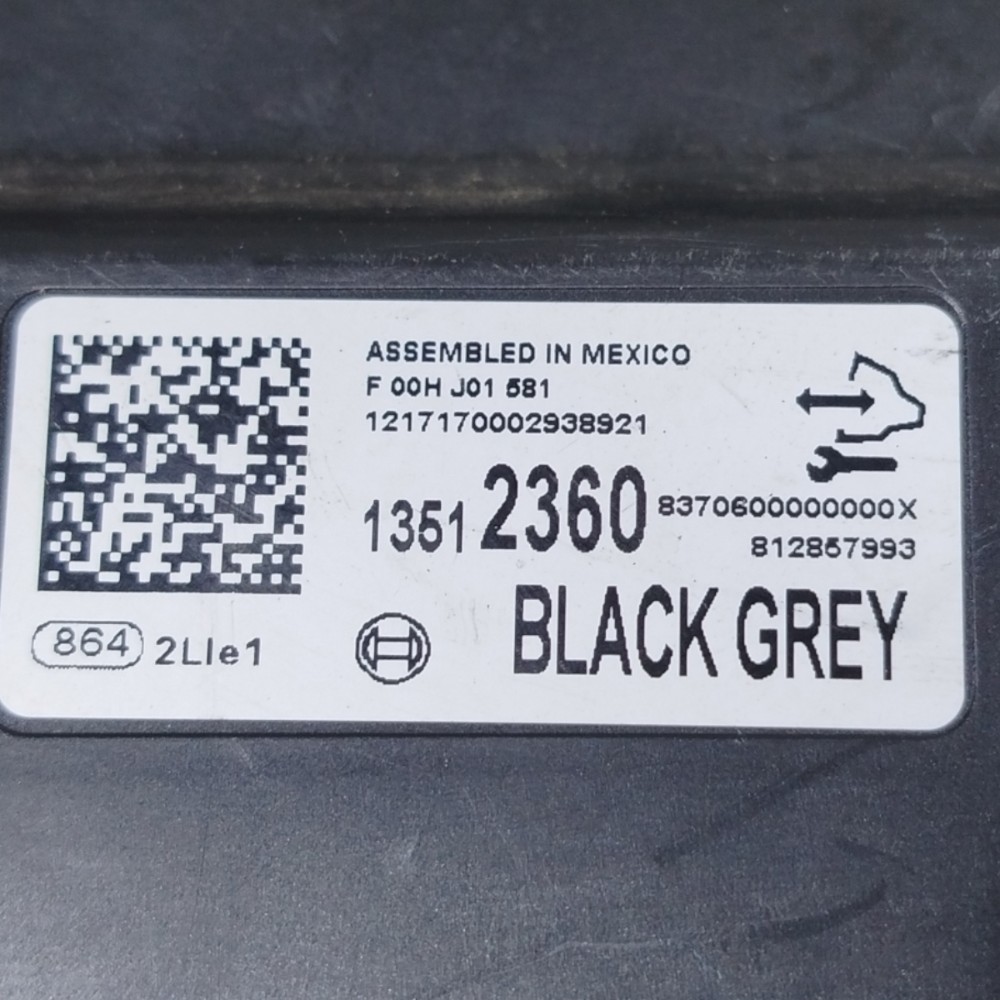 ASSEMBLED IN MEXICO
F 00H J01 581
1217170002938921
1351 2360 8370600000000X
812857993
BLACK GREY
864 2LIe1